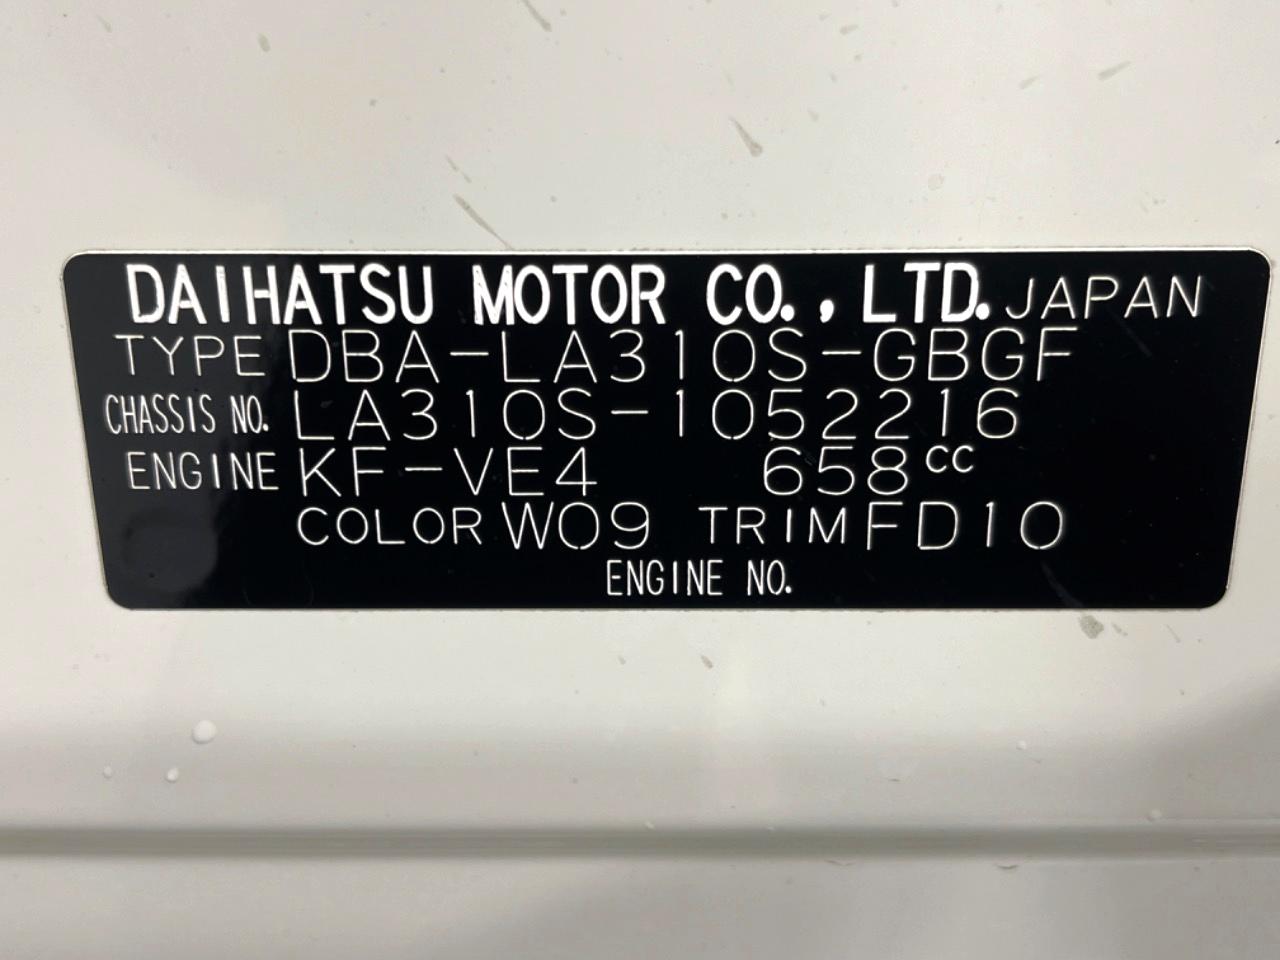 DAIHATSU MOTOR CO., LTD. JAPAN
TYPE DBA-LA310S-GBGF
CHASSIS NO. LA310S-1052216
ENGINE KF-VE4 658cc
COLOR W09 TRIM FD10
ENGINE NO.